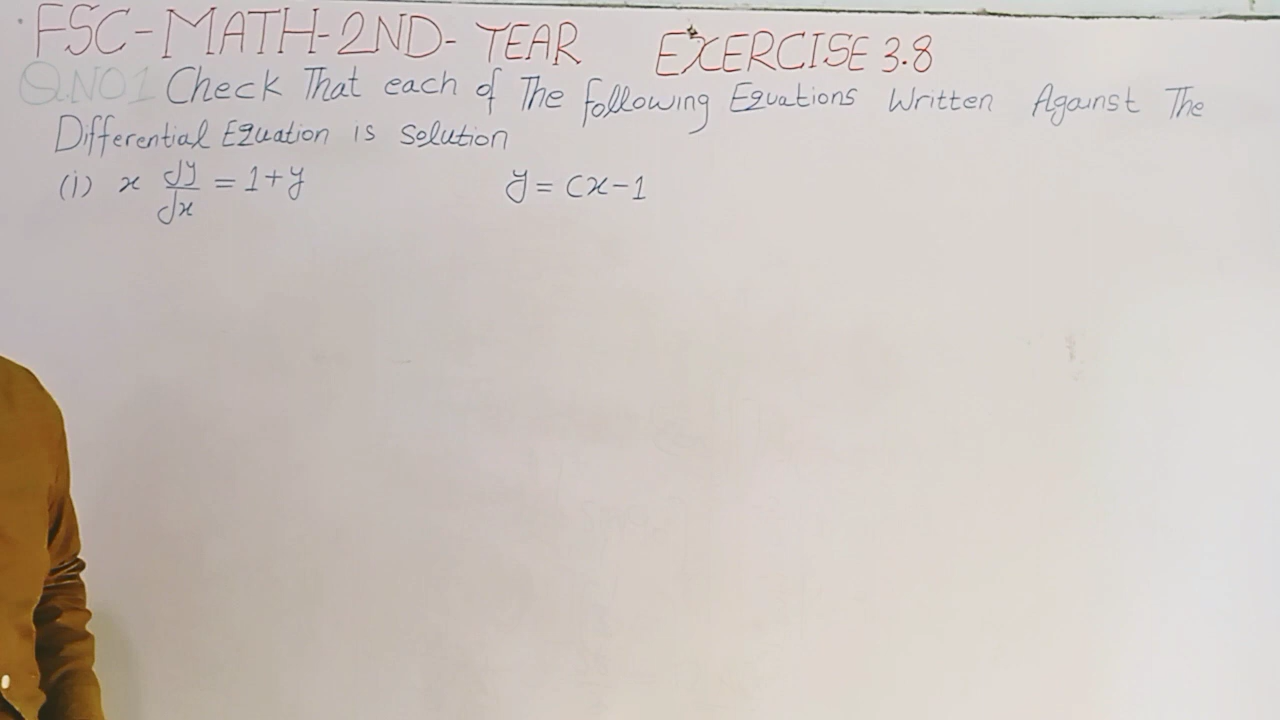 FSC-MATH-2ND-YEAR EXERCISE 3.8
Q.NO1 Check That each of The following Equations Written Against The
Differential Equation is solution
(i) x dy/dx = 1+y y = cx-1